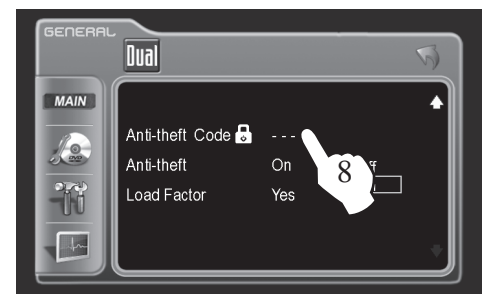 GENERAL
Dual
MAIN
Anti-theft Code - - -
Anti-theft On
Load Factor Yes
8